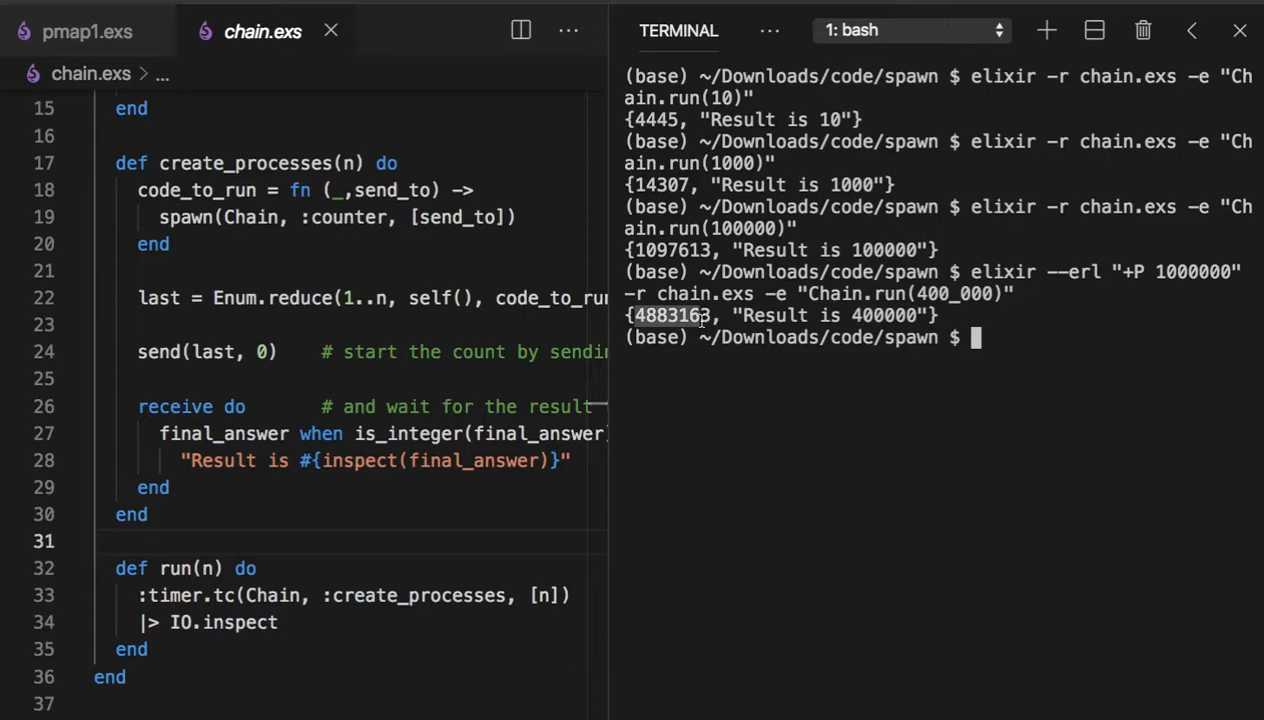 pmap1.exs
chain.exs
chain.exs > ...
15 end
16
17 def create_processes(n) do
18 code_to_run = fn (_,send_to) ->
19 spawn(Chain, :counter, [send_to])
20 end
21
22 last = Enum.reduce(1..n, self(), code_to_run
23
24 send(last, 0) # start the count by sendin
25
26 receive do # and wait for the result
27 final_answer when is_integer(final_answer)
28 "Result is #{inspect(final_answer)}"
29 end
30 end
31
32 def run(n) do
33 :timer.tc(Chain, :create_processes, [n])
34 |> IO.inspect
35 end
36 end
37
TERMINAL
1: bash
(base) ~/Downloads/code/spawn $ elixir -r chain.exs -e "Ch
ain.run(10)"
{4445, "Result is 10"}
(base) ~/Downloads/code/spawn $ elixir -r chain.exs -e "Ch
ain.run(1000)"
{14307, "Result is 1000"}
(base) ~/Downloads/code/spawn $ elixir -r chain.exs -e "Ch
ain.run(100000)"
{1097613, "Result is 100000"}
(base) ~/Downloads/code/spawn $ elixir --erl "+P 1000000"
-r chain.exs -e "Chain.run(400_000)"
{4883163, "Result is 400000"}
(base) ~/Downloads/code/spawn $